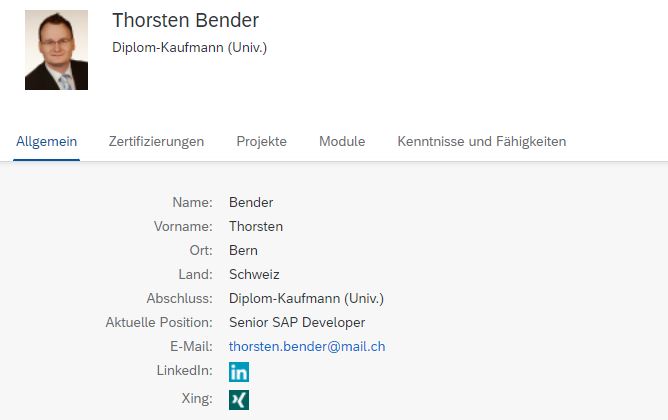 Thorsten Bender
Diplom-Kaufmann (Univ.)
Allgemein Zertifizierungen Projekte Module Kenntnisse und Fähigkeiten
Name: Bender
Vorname: Thorsten
Ort: Bern
Land: Schweiz
Abschluss: Diplom-Kaufmann (Univ.)
Aktuelle Position: Senior SAP Developer
E-Mail: thorsten.bender@mail.ch
LinkedIn: in
Xing: